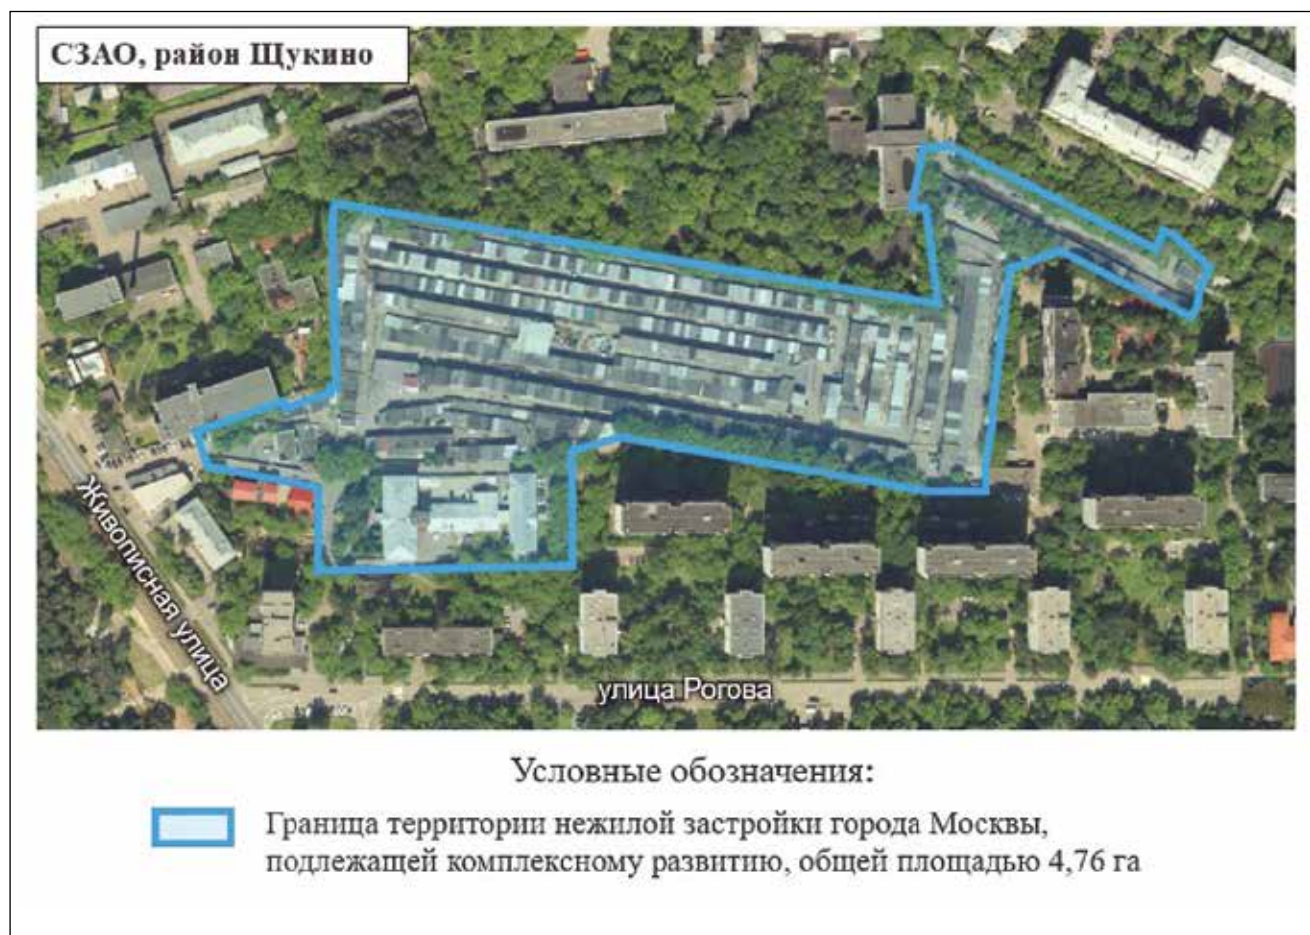 СЗАО, район Щукино
Живописная улица
улица Рогова
Условные обозначения:
Граница территории нежилой застройки города Москвы,
подлежащей комплексному развитию, общей площадью 4,76 га